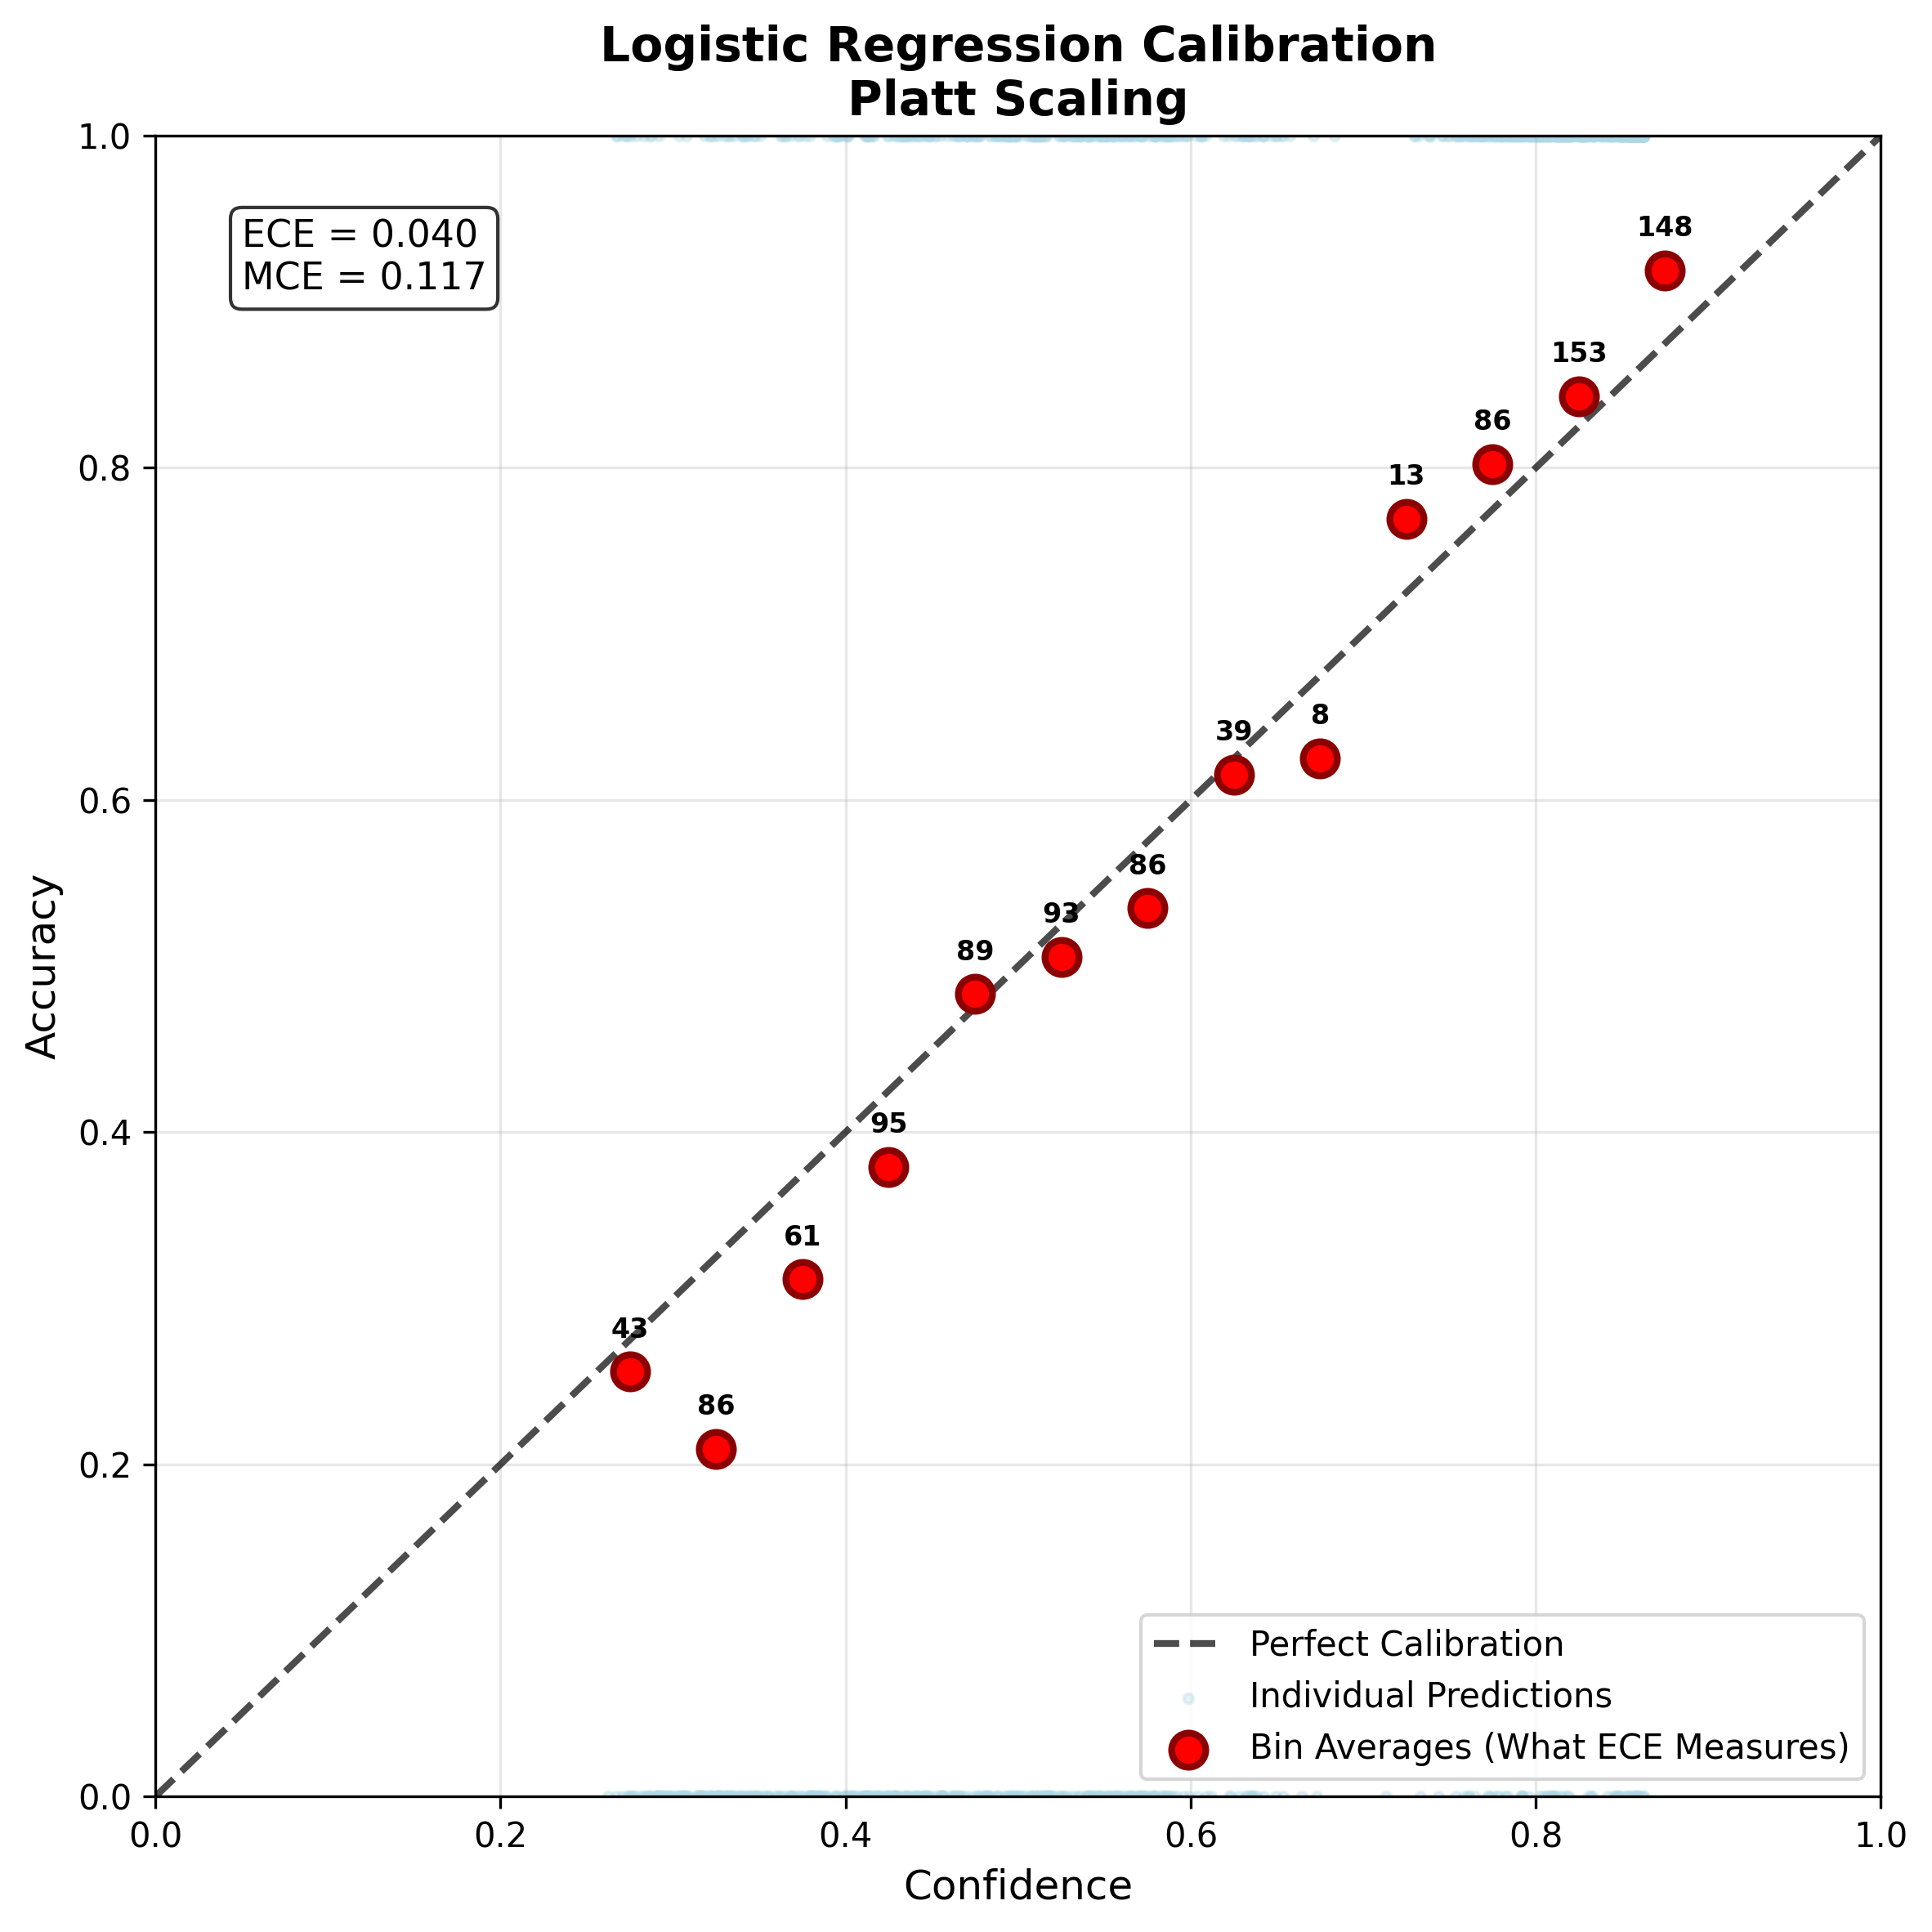 Logistic Regression Calibration
Platt Scaling
ECE = 0.040
MCE = 0.117
148
153
86
13
8
39
86
93
89
95
61
43
86
1.0
0.8
0.6
0.4
0.2
0.0
Accuracy
Perfect Calibration
Individual Predictions
Bin Averages (What ECE Measures)
0.0 0.2 0.4 0.6 0.8 1.0
Confidence